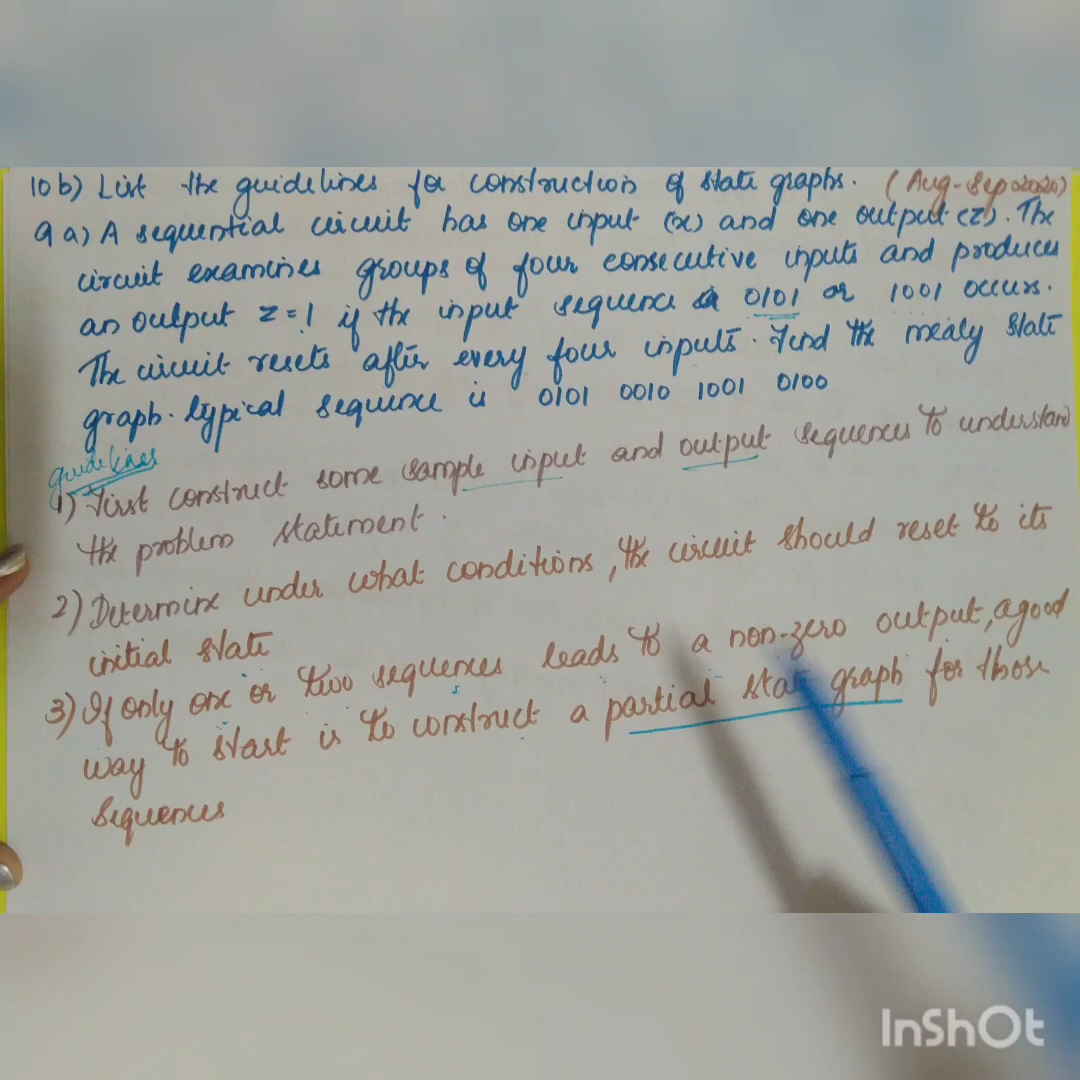 10 b) List the guidelines for construction of state graphs. (Aug-Sep 2020)
9 a) A sequential circuit has one input (x) and one output (z). The
circuit examines groups of four consecutive inputs and produces
an output z=1 if the input sequence 0101 or 1001 occurs.
The circuit resets after every four inputs. Find the mealy state
graph. typical sequence is 0101 0010 1001 0100
guidelines
1) First construct some sample input and output sequences to understand
the problem statement.
2) Determine under what conditions, the circuit should reset to its
initial state
3) If only one or two sequences leads to a non-zero output, a good
way to start is to construct a partial state graph for those
sequences
InShOt